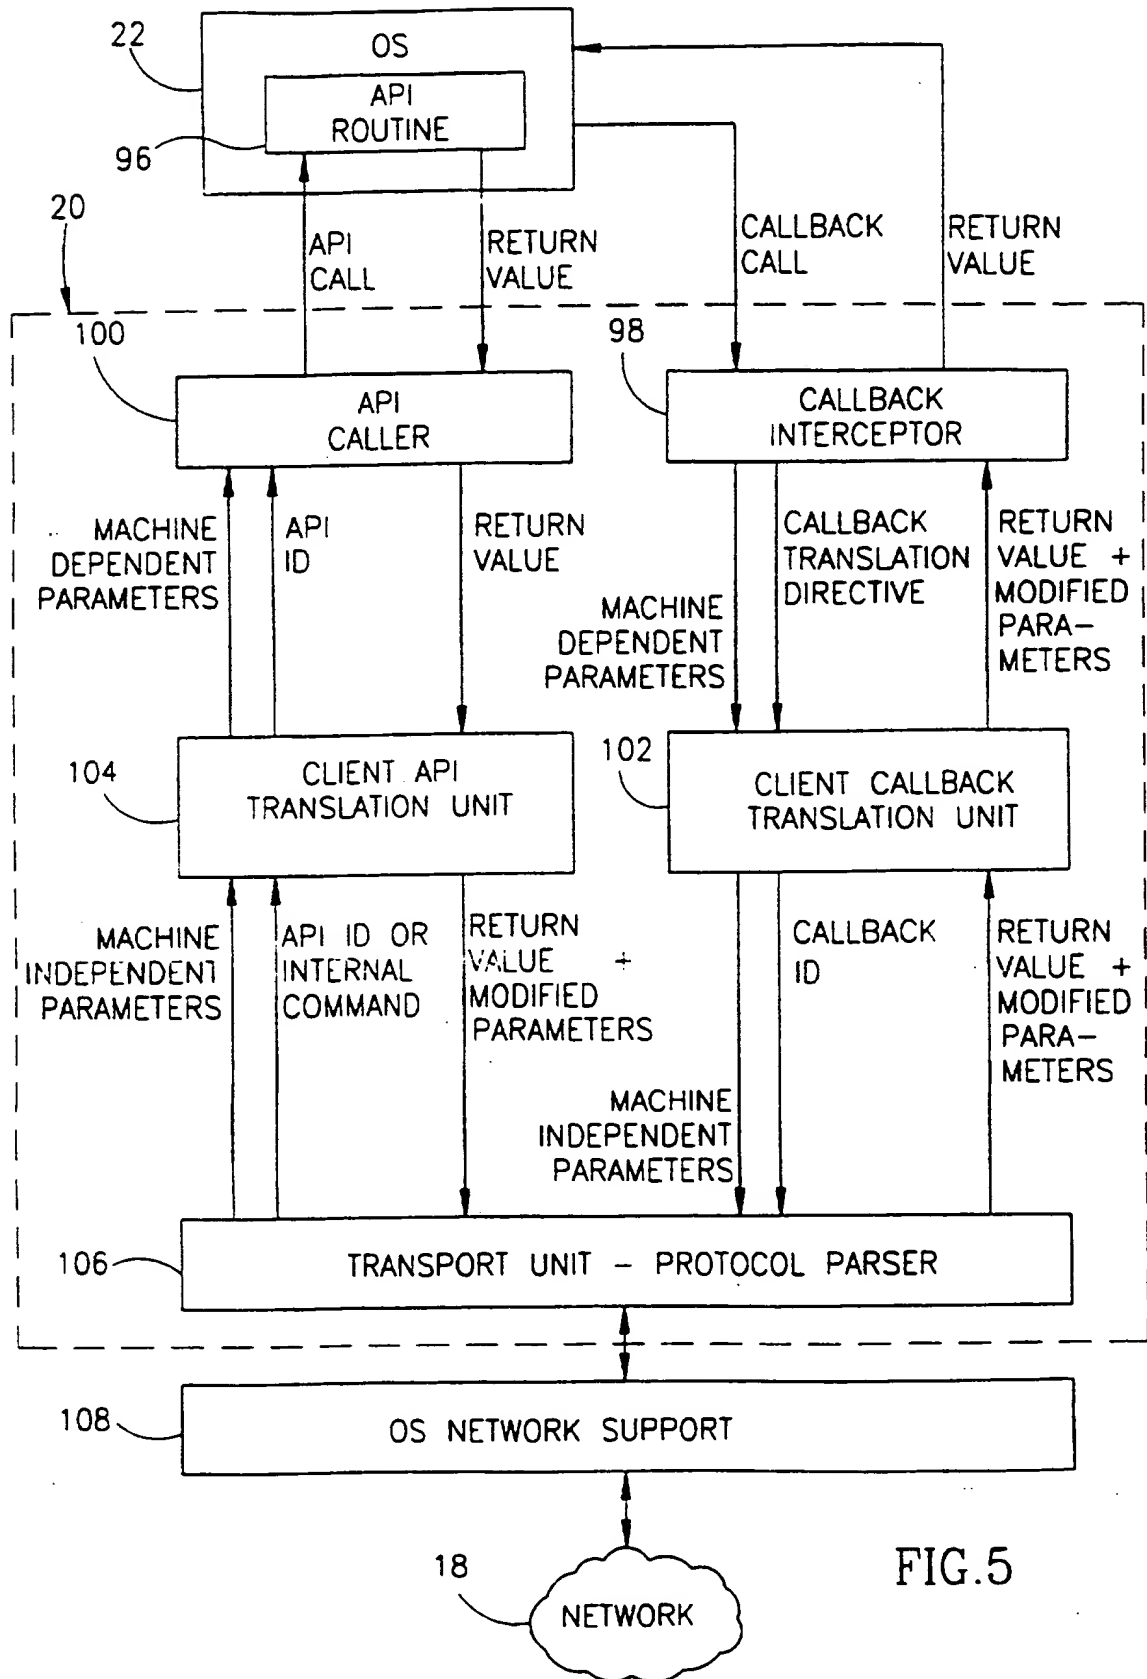 22
OS
API
ROUTINE
96
20
API
CALL
RETURN
VALUE
CALLBACK
CALL
RETURN
VALUE
100
98
API
CALLER
CALLBACK
INTERCEPTOR
MACHINE
DEPENDENT
PARAMETERS
API
ID
RETURN
VALUE
MACHINE
DEPENDENT
PARAMETERS
CALLBACK
TRANSLATION
DIRECTIVE
RETURN
VALUE +
MODIFIED
PARA-
METERS
104
CLIENT API
TRANSLATION UNIT
102
CLIENT CALLBACK
TRANSLATION UNIT
MACHINE
INDEPENDENT
PARAMETERS
API ID OR
INTERNAL
COMMAND
RETURN
VALUE +
MODIFIED
PARAMETERS
MACHINE
INDEPENDENT
PARAMETERS
CALLBACK
ID
RETURN
VALUE +
MODIFIED
PARA-
METERS
106
TRANSPORT UNIT - PROTOCOL PARSER
108
OS NETWORK SUPPORT
18
NETWORK
FIG.5